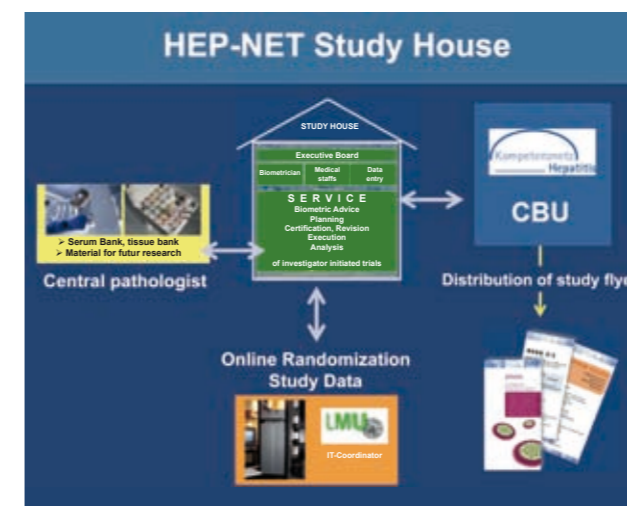 HEP-NET Study House
STUDY HOUSE
Executive Board
Biometrician
Medical
staffs
Data
entry
SERVICE
Biometric Advice
Planning
Certification, Revision
Execution
Analysis
of investigator initiated trials
➢ Serum Bank, tissue bank
➢ Material for futur research
Central pathologist
Kompetenznetz
Hepatitis
CBU
Distribution of study flye
Online Randomization
Study Data
LMU
IT-Coordinator